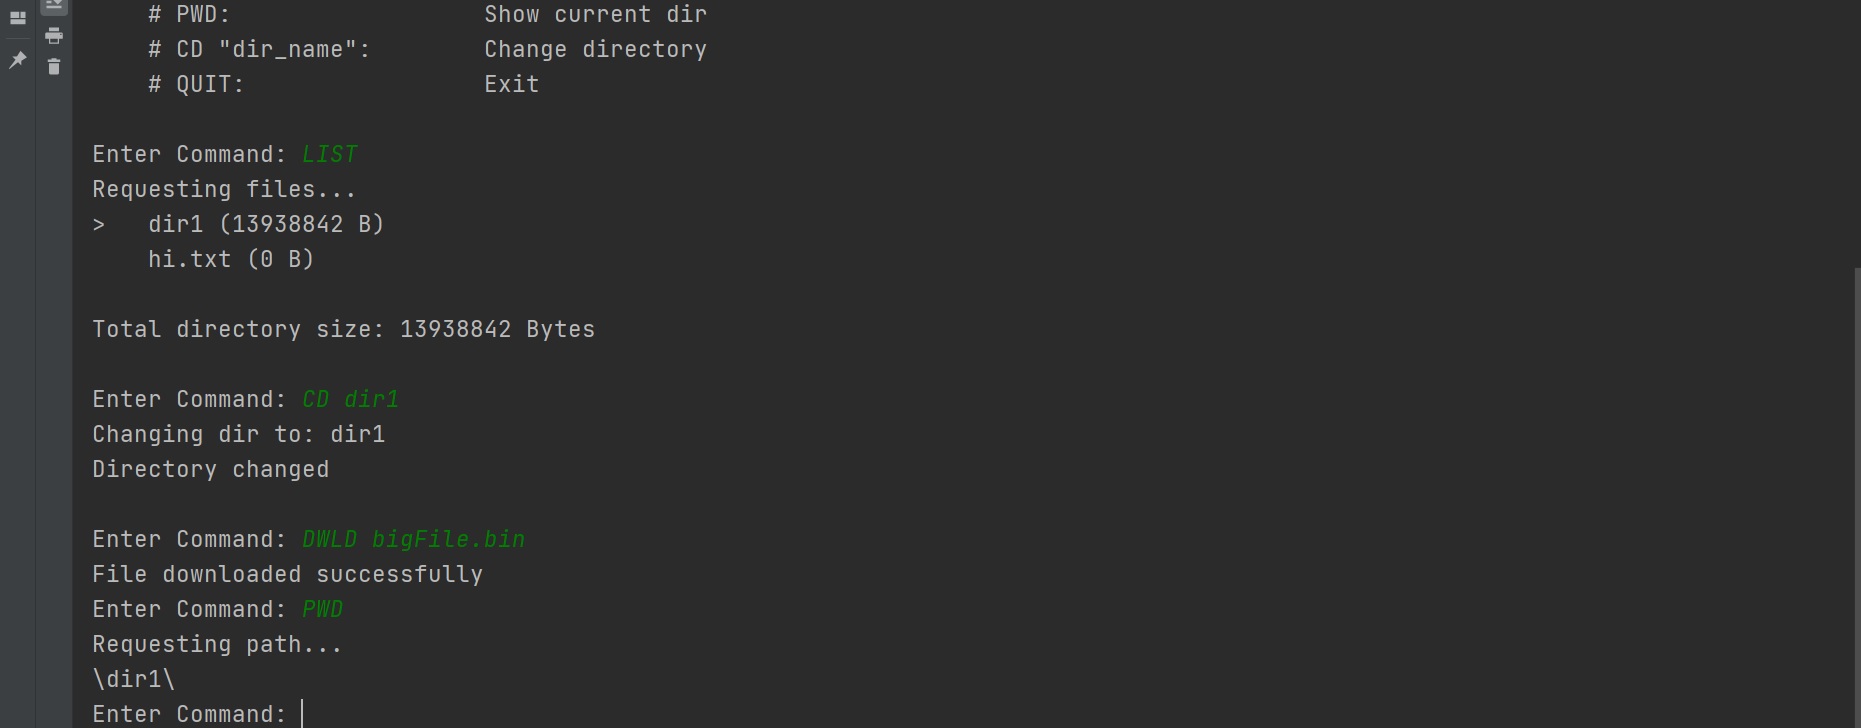 # PWD: Show current dir
# CD "dir_name": Change directory
# QUIT: Exit
Enter Command: LIST
Requesting files...
> dir1 (13938842 B)
hi.txt (0 B)
Total directory size: 13938842 Bytes
Enter Command: CD dir1
Changing dir to: dir1
Directory changed
Enter Command: DWLD bigFile.bin
File downloaded successfully
Enter Command: PWD
Requesting path...
\dir1\
Enter Command: